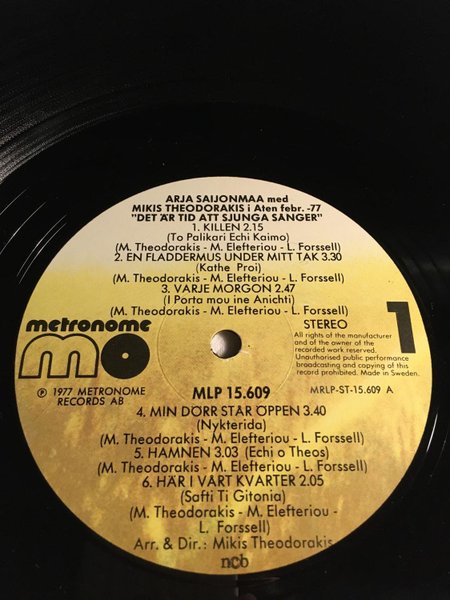 ARJA SAIJONMAA med
MIKIS THEODORAKIS i Aten febr. -77
"DET ÄR TID ATT SJUNGA SÅNGER"
1. KILLEN 2.15
(To Palikari Echi Kaimo)
(M. Theodorakis - M. Elefteriou - L. Forssell)
2. EN FLADDERMUS UNDER MITT TAK 3.30
(Kathe Proi)
(M. Theodorakis - M. Elefteriou - L. Forssell)
3. VARJE MORGON 2.47
(I Porta mou ine Anichti)
(M. Theodorakis - M. Elefteriou - L. Forssell)
metronome
mo
STEREO
1
All rights of the manufacturer
and of the owner of the
recorded work reserved.
Unauthorised public performance
broadcasting and copying of this
record prohibited. Made in Sweden.
℗ 1977 METRONOME
RECORDS AB
MLP 15.609
MRLP-ST-15.609 A
4. MIN DÖRR STÅR ÖPPEN 3.40
(Nykterida)
(M. Theodorakis - M. Elefteriou - L. Forssell)
5. HAMNEN 3.03 (Echi o Theos)
(M. Theodorakis - M. Elefteriou - L. Forssell)
6. HÄR I VÅRT KVARTER 2.05
(Safti Ti Gitonia)
(M. Theodorakis - M. Elefteriou -
L. Forssell)
Arr. & Dir.: Mikis Theodorakis
ncb